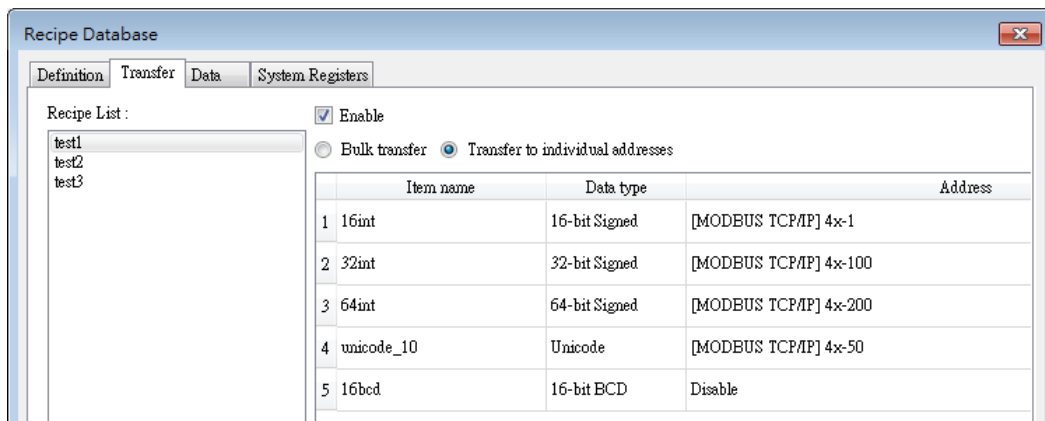 Recipe Database
Definition Transfer Data System Registers
Recipe List :
test1
test2
test3
Enable
Bulk transfer Transfer to individual addresses
Item name Data type Address
1 16int 16-bit Signed [MODBUS TCP/IP] 4x-1
2 32int 32-bit Signed [MODBUS TCP/IP] 4x-100
3 64int 64-bit Signed [MODBUS TCP/IP] 4x-200
4 unicode_10 Unicode [MODBUS TCP/IP] 4x-50
5 16bcd 16-bit BCD Disable